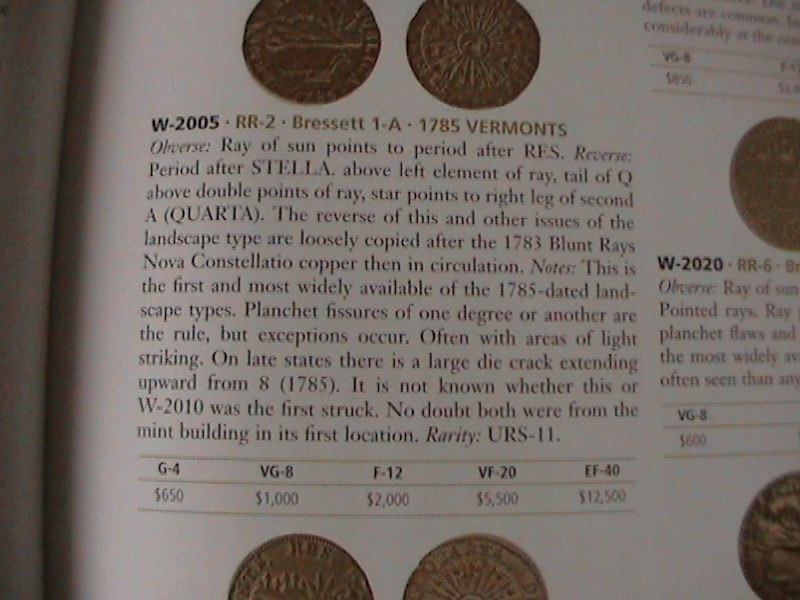 W-2005 · RR-2 · Bressett 1-A · 1785 VERMONTS
Obverse: Ray of sun points to period after RES. Reverse:
Period after STELLA. above left element of ray, tail of Q
above double points of ray, star points to right leg of second
A (QUARTA). The reverse of this and other issues of the
landscape type are loosely copied after the 1783 Blunt Rays
Nova Constellatio copper then in circulation. Notes: This is
the first and most widely available of the 1785-dated land-
scape types. Planchet fissures of one degree or another are
the rule, but exceptions occur. Often with areas of light
striking. On late states there is a large die crack extending
upward from 8 (1785). It is not known whether this or
W-2010 was the first struck. No doubt both were from the
mint building in its first location. Rarity: URS-11.
G-4 VG-8 F-12 VF-20 EF-40
$650 $1,000 $2,000 $5,500 $12,500
defects are common.
considerably at the
VG-8
$850
W-2020 · RR-6 ·
Obverse: Ray of sun
Pointed rays. Ray
planchet flaws and
the most widely
often seen than any
VG-8
$600